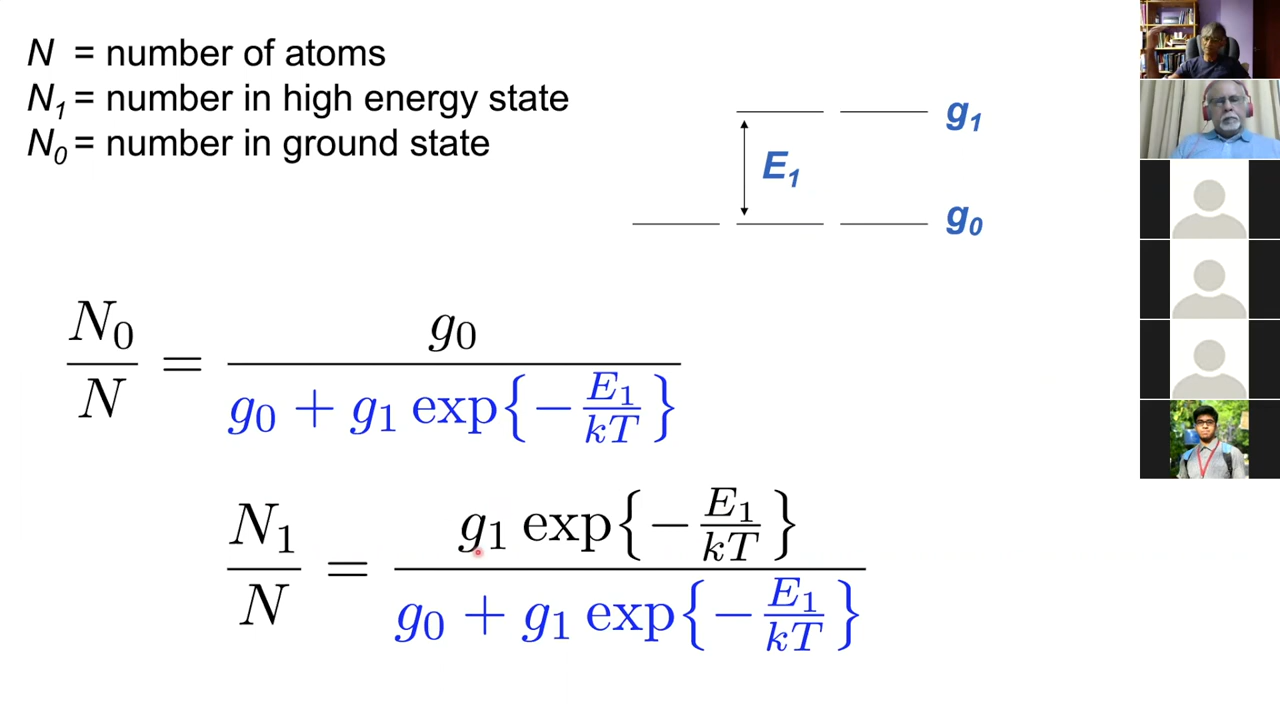 N = number of atoms
N₁ = number in high energy state
N₀ = number in ground state
g₁
E₁
g₀
N₀/N = g₀/(g₀ + g₁ exp{−E₁/kT})
N₁/N = g₁ exp{−E₁/kT}/(g₀ + g₁ exp{−E₁/kT})